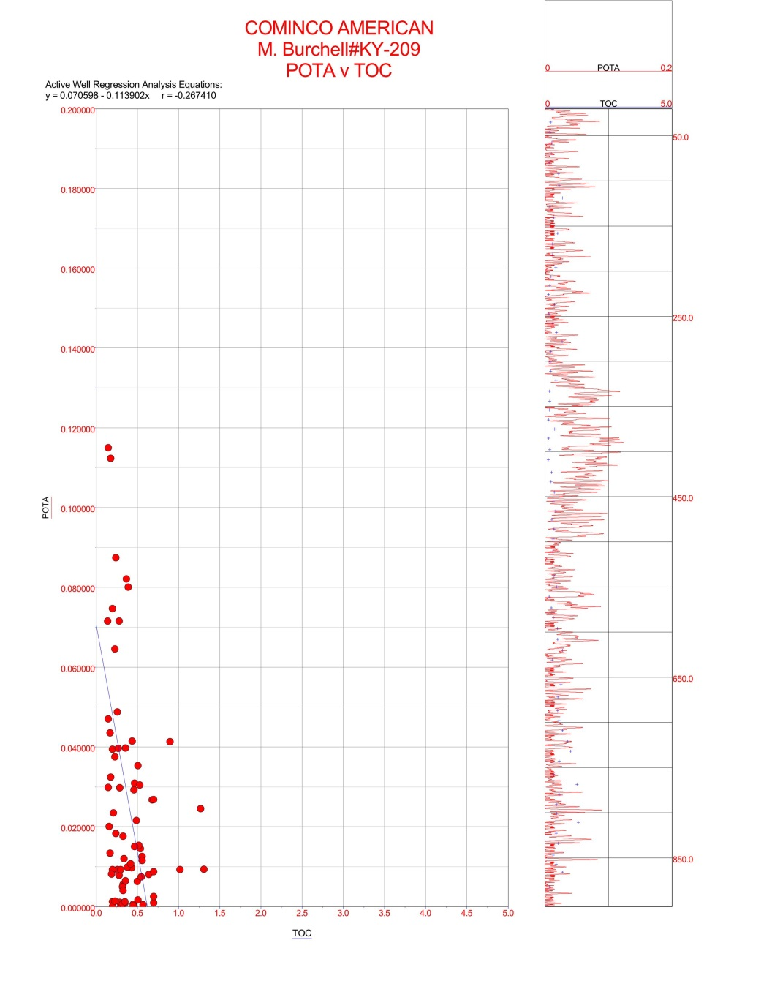 COMINCO AMERICAN
M. Burchell#KY-209
POTA v TOC
Active Well Regression Analysis Equations:
y = 0.070598 - 0.113902x r = -0.267410
0.200000
0.180000
0.160000
0.140000
0.120000
0.100000
0.080000
0.060000
0.040000
0.020000
0.000000
POTA
0.0 0.5 1.0 1.5 2.0 2.5 3.0 3.5 4.0 4.5 5.0
TOC
0 POTA 0.2
0 TOC 5.0
50.0
250.0
450.0
650.0
850.0